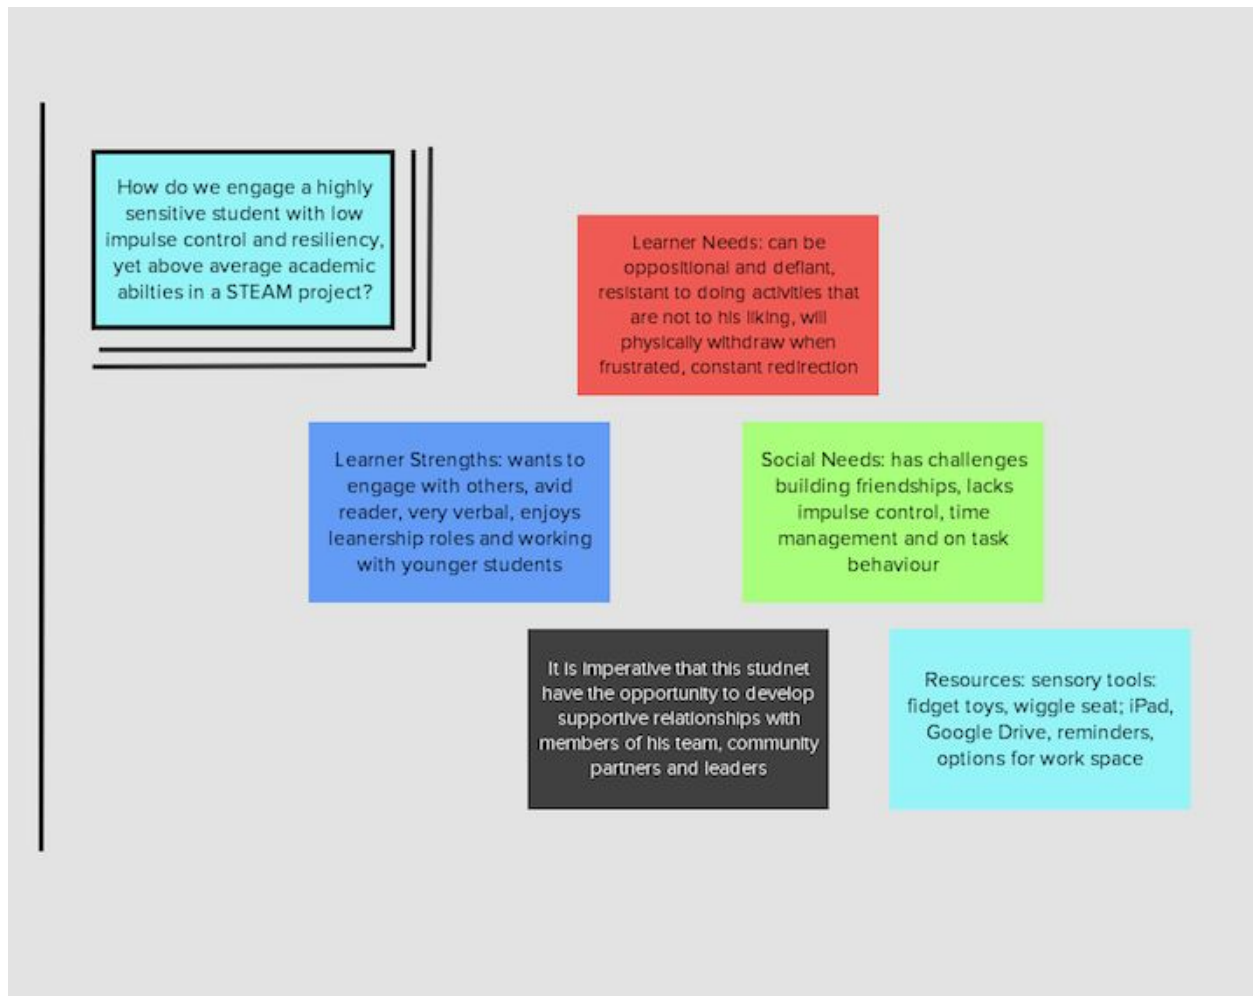 How do we engage a highly
sensitive student with low
impulse control and resiliency,
yet above average academic
abilties in a STEAM project?
Learner Needs: can be
oppositional and defiant,
resistant to doing activities that
are not to his liking, will
physically withdraw when
frustrated, constant redirection
Learner Strengths: wants to
engage with others, avid
reader, very verbal, enjoys
leanership roles and working
with younger students
Social Needs: has challenges
building friendships, lacks
impulse control, time
management and on task
behaviour
It is imperative that this studnet
have the opportunity to develop
supportive relationships with
members of his team, community
partners and leaders
Resources: sensory tools:
fidget toys, wiggle seat; iPad,
Google Drive, reminders,
options for work space